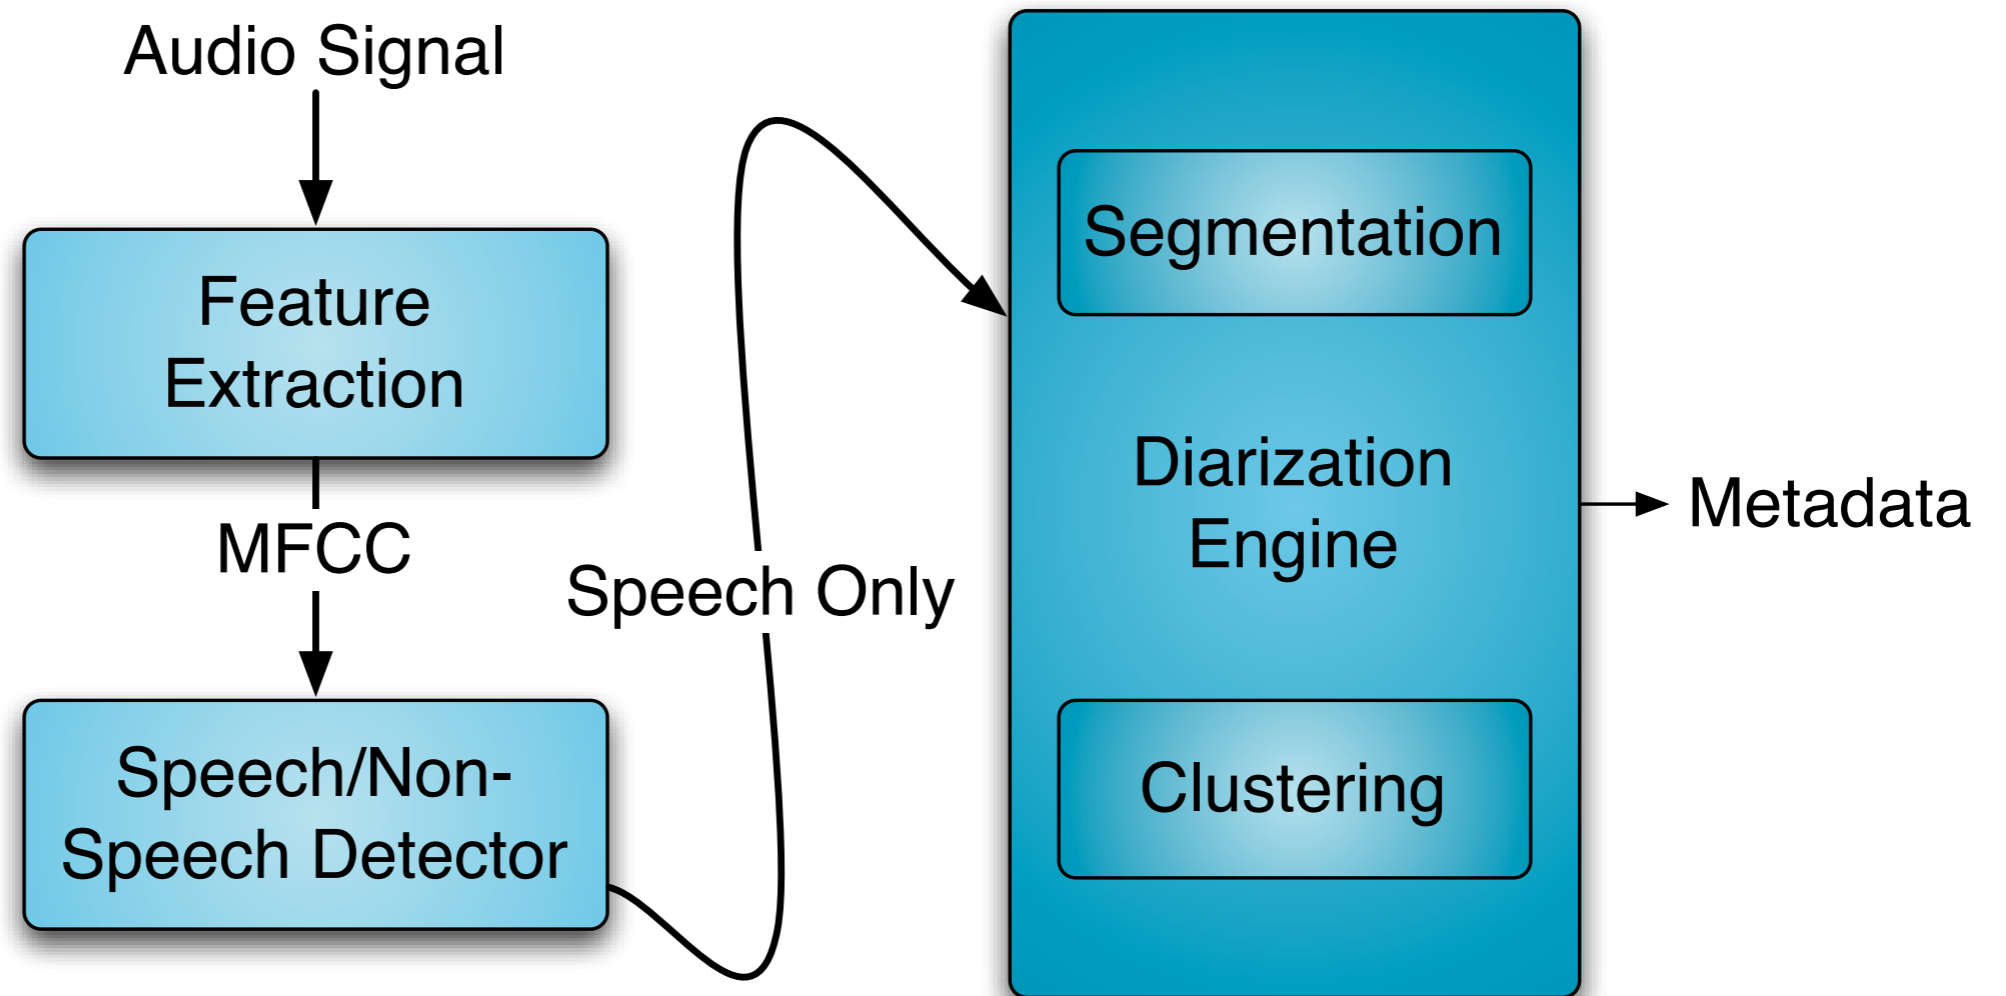 Audio Signal
Feature
Extraction
MFCC
Speech/Non-
Speech Detector
Speech Only
Segmentation
Diarization
Engine
Clustering
Metadata